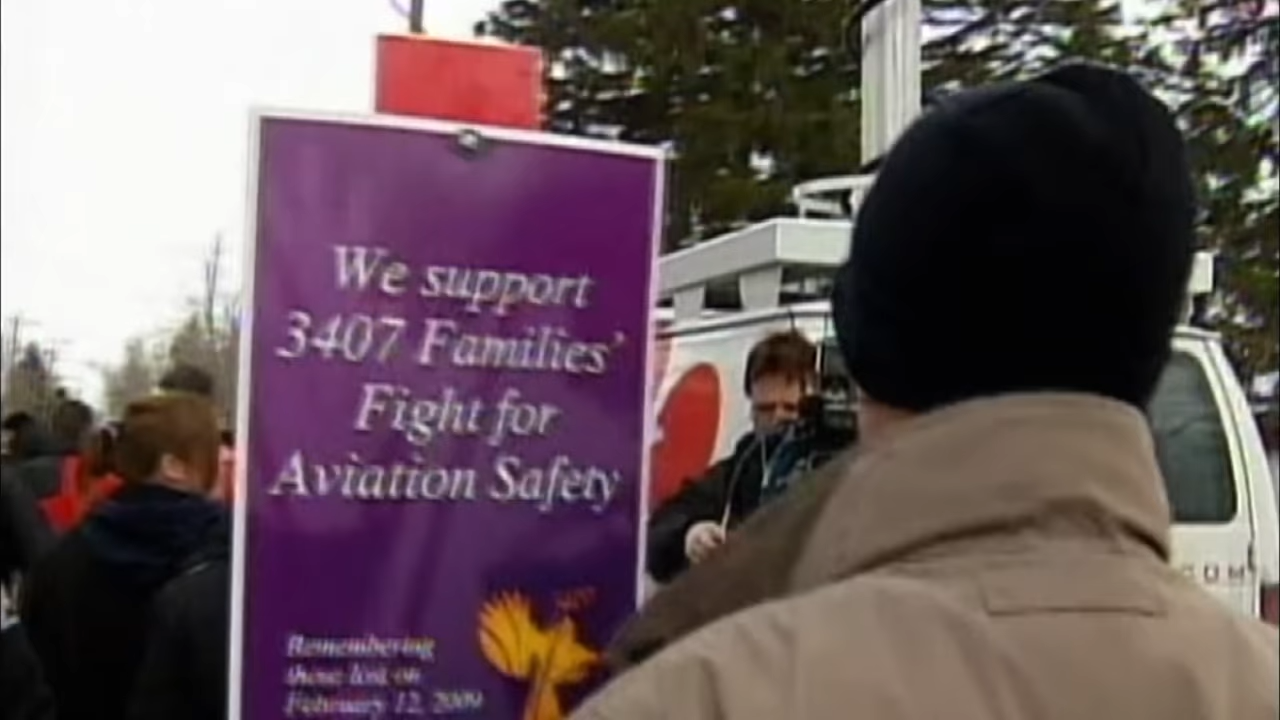 We support
3407 Families'
Fight for
Aviation Safety
Remembering
those lost on
February 12, 2009